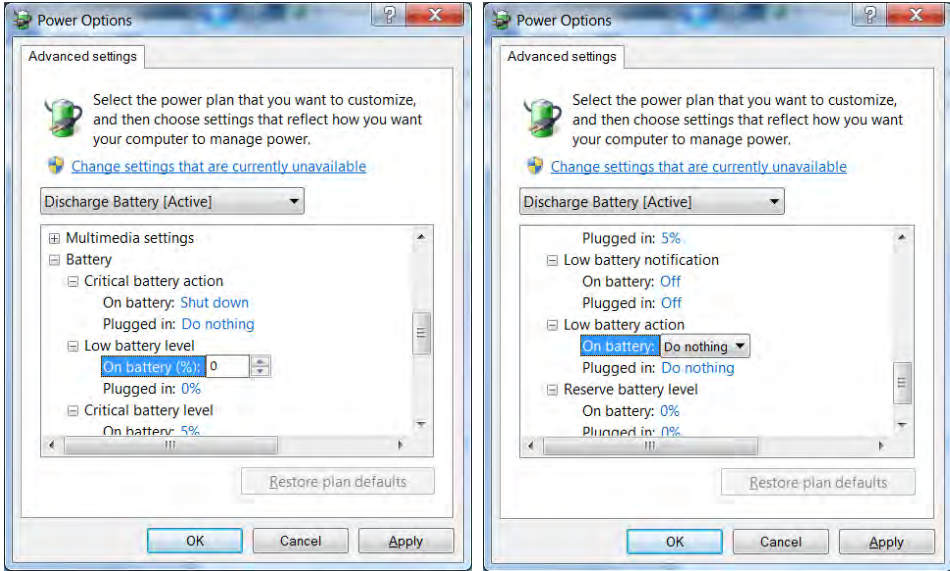 Power Options
Advanced settings
Select the power plan that you want to customize,
and then choose settings that reflect how you want
your computer to manage power.
Change settings that are currently unavailable
Discharge Battery [Active]
Multimedia settings
Battery
Critical battery action
On battery: Shut down
Plugged in: Do nothing
Low battery level
On battery (%): 0
Plugged in: 0%
Critical battery level
On battery: 5%
Restore plan defaults
OK Cancel Apply
Power Options
Advanced settings
Select the power plan that you want to customize,
and then choose settings that reflect how you want
your computer to manage power.
Change settings that are currently unavailable
Discharge Battery [Active]
Plugged in: 5%
Low battery notification
On battery: Off
Plugged in: Off
Low battery action
On battery: Do nothing
Plugged in: Do nothing
Reserve battery level
On battery: 0%
Plugged in: 0%
Restore plan defaults
OK Cancel Apply